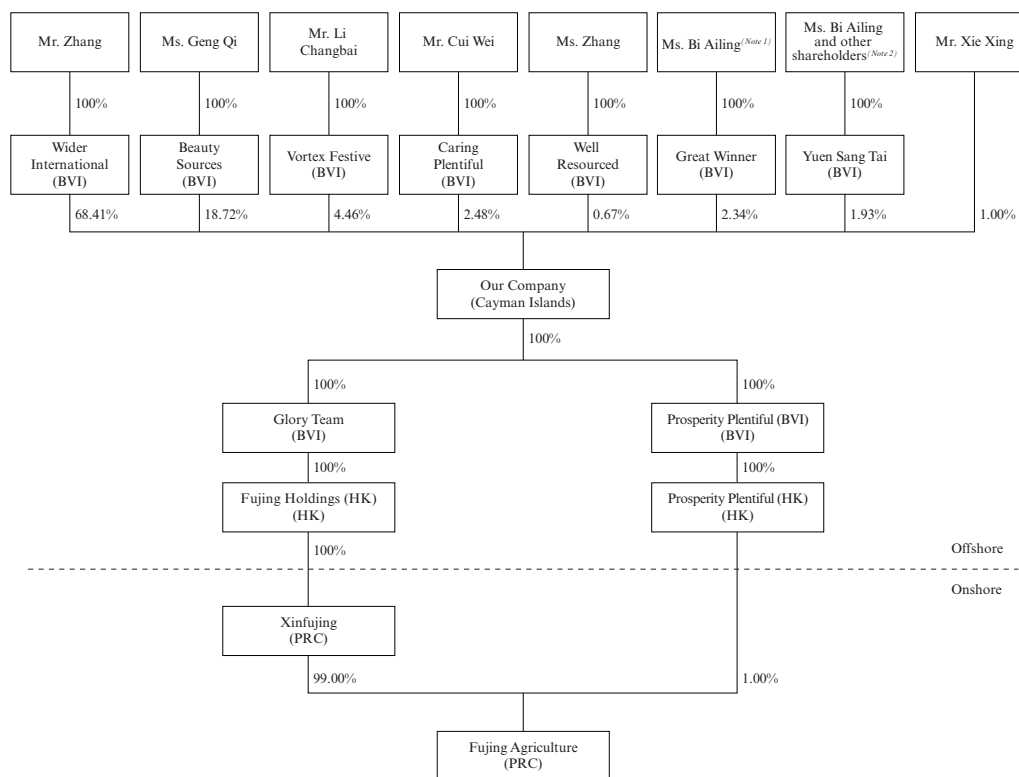 Mr. Zhang
Ms. Geng Qi
Mr. Li
Changbai
Mr. Cui Wei
Ms. Zhang
Ms. Bi Ailing(Note 1)
Ms. Bi Ailing
and other
shareholders(Note 2)
Mr. Xie Xing
100%
100%
100%
100%
100%
100%
100%
Wider
International
(BVI)
Beauty
Sources
(BVI)
Vortex Festive
(BVI)
Caring
Plentiful
(BVI)
Well
Resourced
(BVI)
Great Winner
(BVI)
Yuen Sang Tai
(BVI)
68.41%
18.72%
4.46%
2.48%
0.67%
2.34%
1.93%
1.00%
Our Company
(Cayman Islands)
100%
100%
100%
Glory Team
(BVI)
Prosperity Plentiful (BVI)
(BVI)
100%
100%
Fujing Holdings (HK)
(HK)
Prosperity Plentiful (HK)
(HK)
100%
Offshore
Onshore
Xinfujing
(PRC)
99.00%
1.00%
Fujing Agriculture
(PRC)